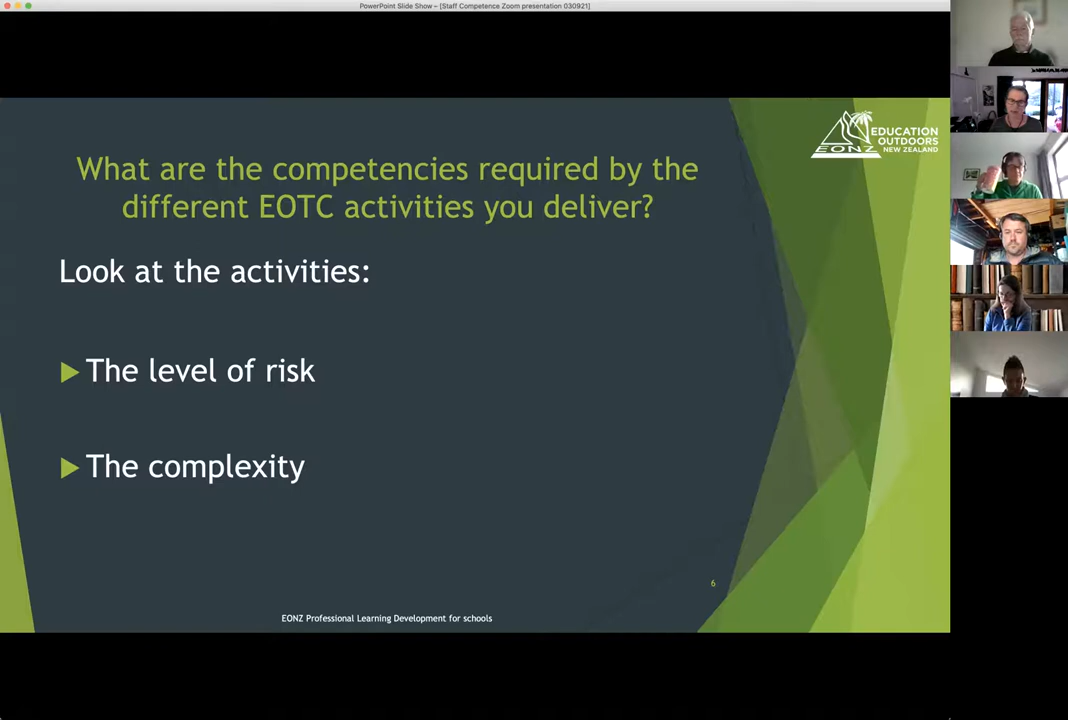 PowerPoint Slide Show – [Staff Competence Zoom presentation 030921]
EONZ
EDUCATION
OUTDOORS
NEW ZEALAND
What are the competencies required by the
different EOTC activities you deliver?
Look at the activities:
The level of risk
The complexity
6
EONZ Professional Learning Development for schools